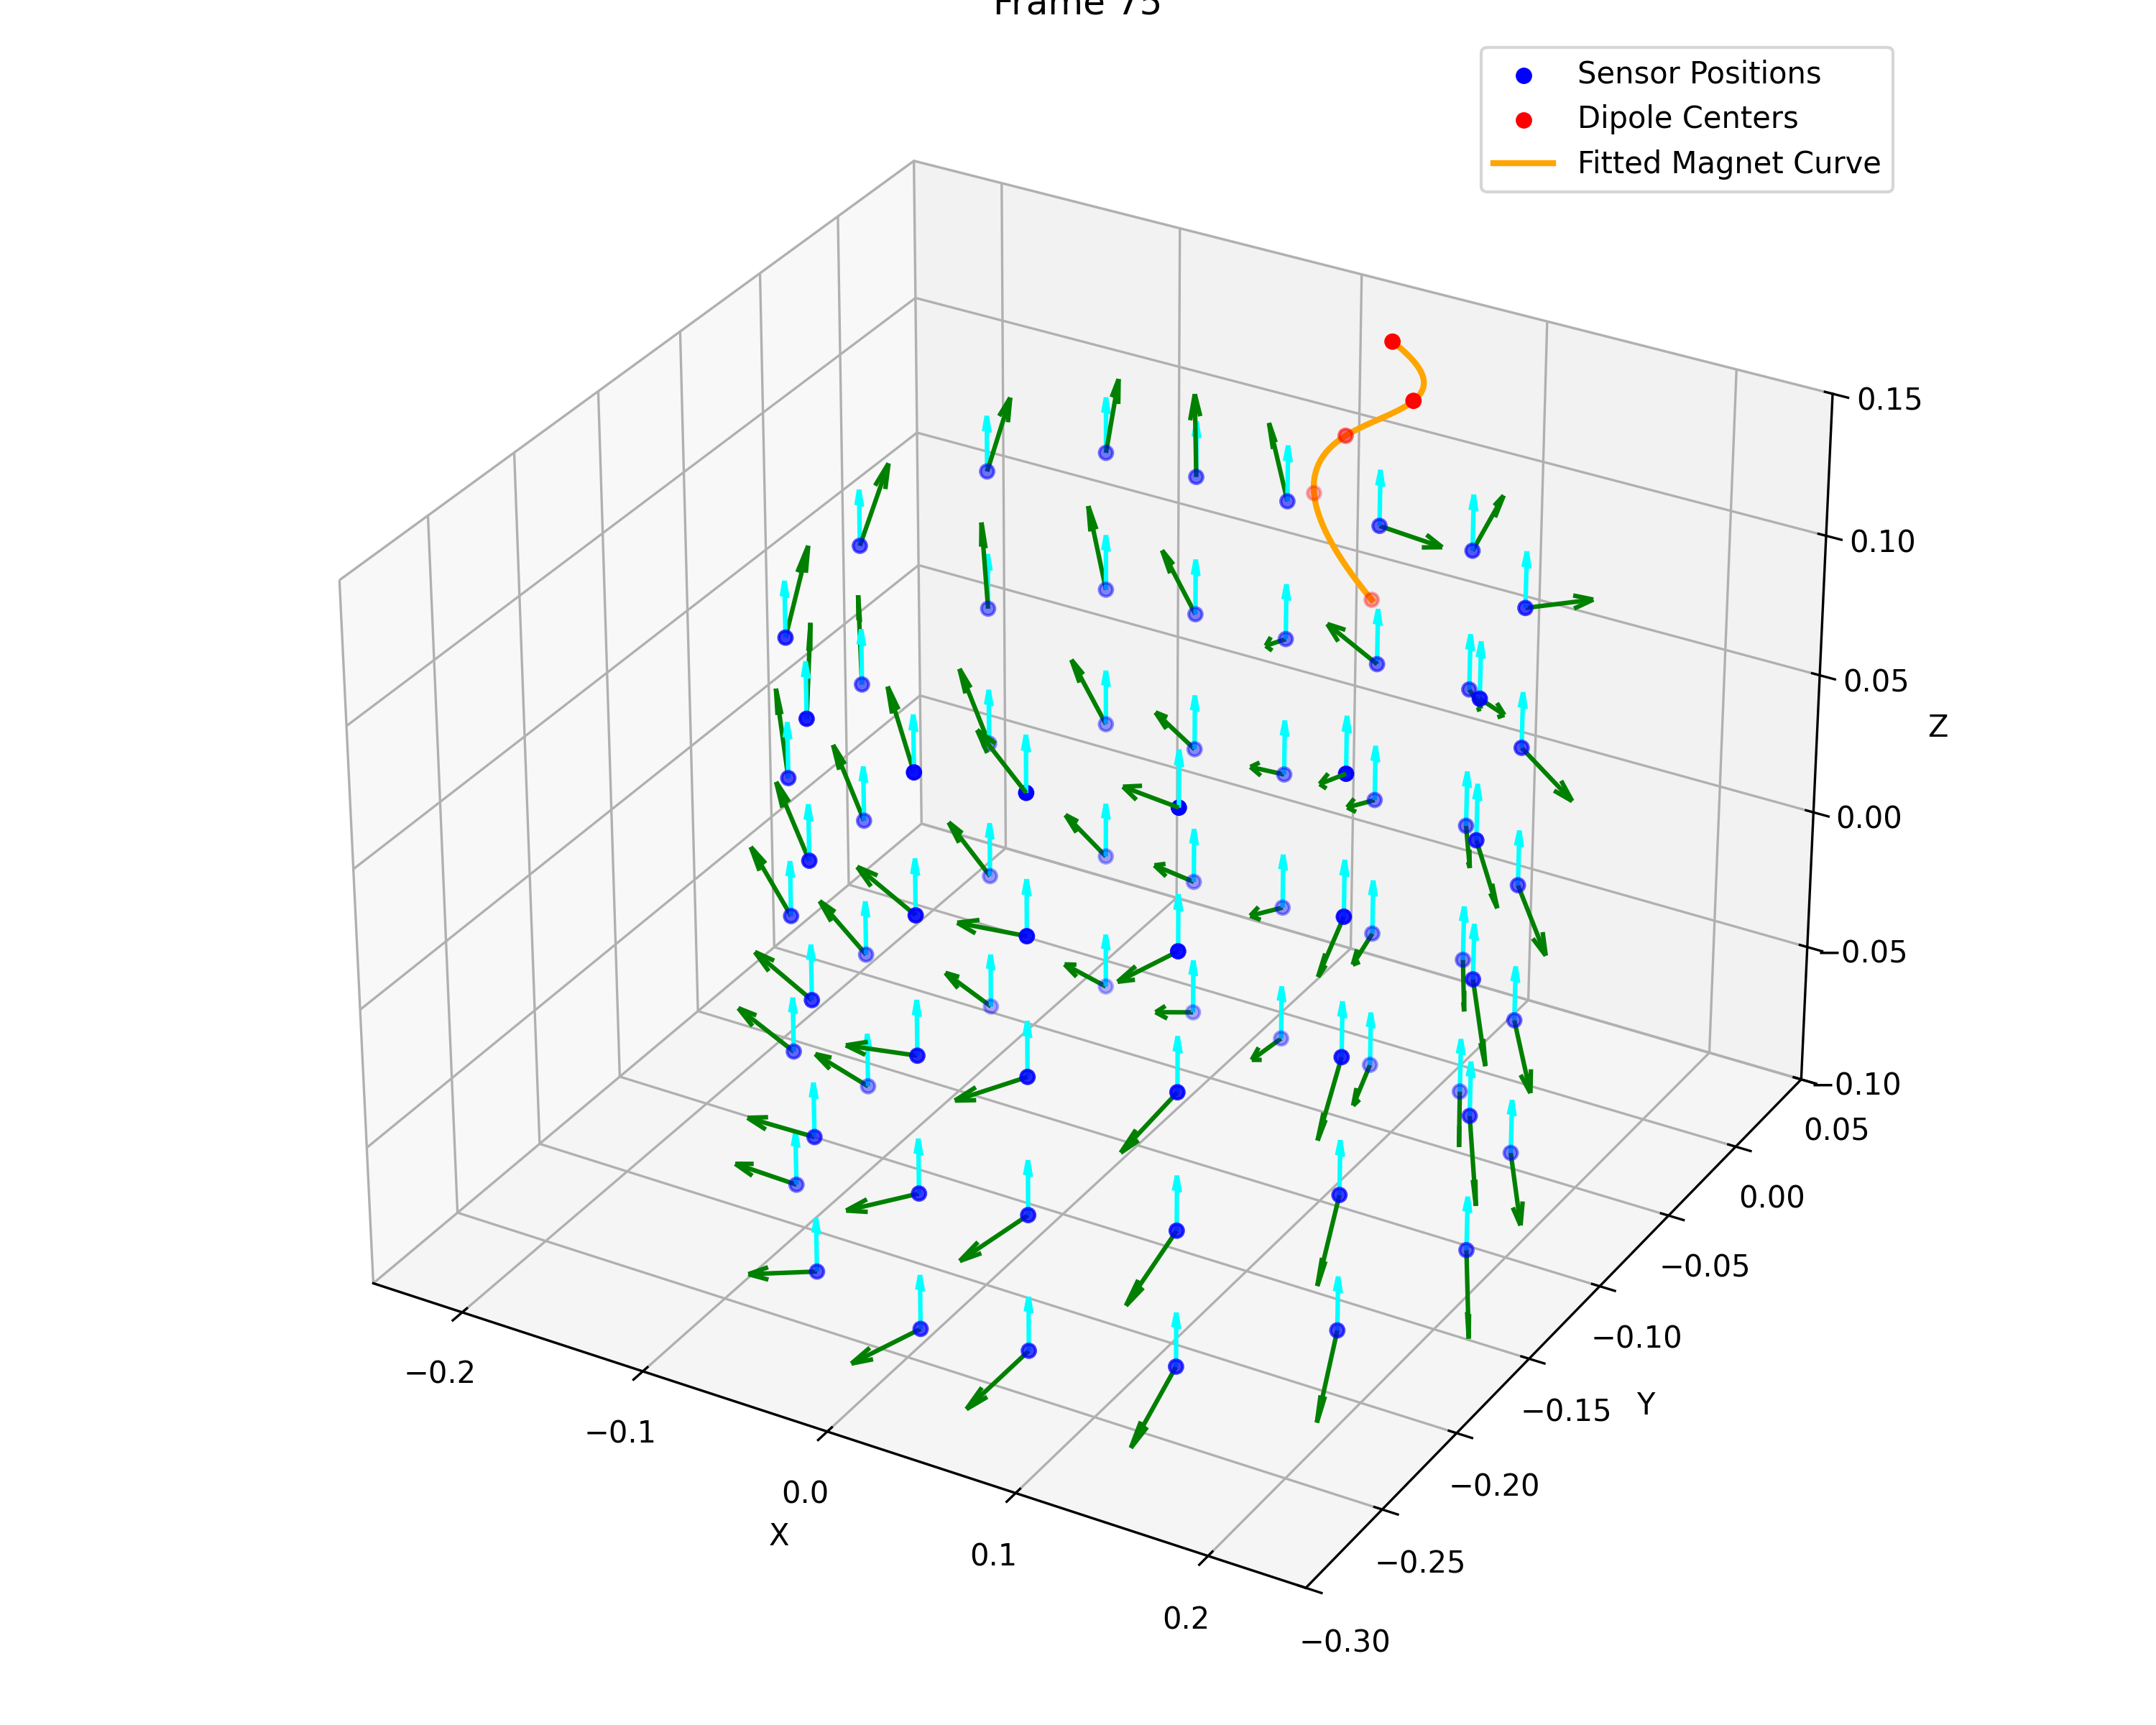 Frame 75
Sensor Positions
Dipole Centers
Fitted Magnet Curve
0.15
0.10
0.05
Z
0.00
−0.05
−0.10
0.05
0.00
−0.05
−0.10
−0.15
Y
−0.20
−0.25
−0.30
−0.2
−0.1
0.0
X
0.1
0.2